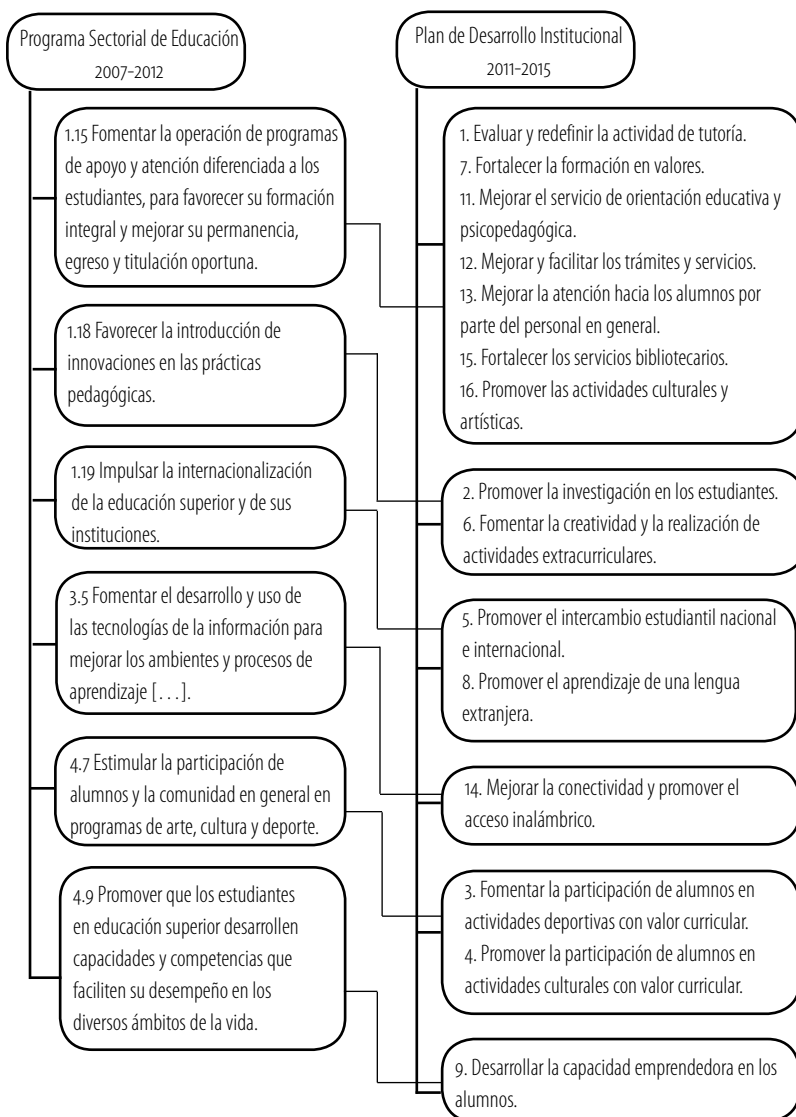 Programa Sectorial de Educación
2007-2012
1.15 Fomentar la operación de programas
de apoyo y atención diferenciada a los
estudiantes, para favorecer su formación
integral y mejorar su permanencia,
egreso y titulación oportuna.
1.18 Favorecer la introducción de
innovaciones en las prácticas
pedagógicas.
1.19 Impulsar la internacionalización
de la educación superior y de sus
instituciones.
3.5 Fomentar el desarrollo y uso de
las tecnologías de la información para
mejorar los ambientes y procesos de
aprendizaje [...].
4.7 Estimular la participación de
alumnos y la comunidad en general en
programas de arte, cultura y deporte.
4.9 Promover que los estudiantes
en educación superior desarrollen
capacidades y competencias que
faciliten su desempeño en los
diversos ámbitos de la vida.
Plan de Desarrollo Institucional
2011-2015
1. Evaluar y redefinir la actividad de tutoría.
7. Fortalecer la formación en valores.
11. Mejorar el servicio de orientación educativa y
psicopedagógica.
12. Mejorar y facilitar los trámites y servicios.
13. Mejorar la atención hacia los alumnos por
parte del personal en general.
15. Fortalecer los servicios bibliotecarios.
16. Promover las actividades culturales y
artísticas.
2. Promover la investigación en los estudiantes.
6. Fomentar la creatividad y la realización de
actividades extracurriculares.
5. Promover el intercambio estudiantil nacional
e internacional.
8. Promover el aprendizaje de una lengua
extranjera.
14. Mejorar la conectividad y promover el
acceso inalámbrico.
3. Fomentar la participación de alumnos en
actividades deportivas con valor curricular.
4. Promover la participación de alumnos en
actividades culturales con valor curricular.
9. Desarrollar la capacidad emprendedora en los
alumnos.